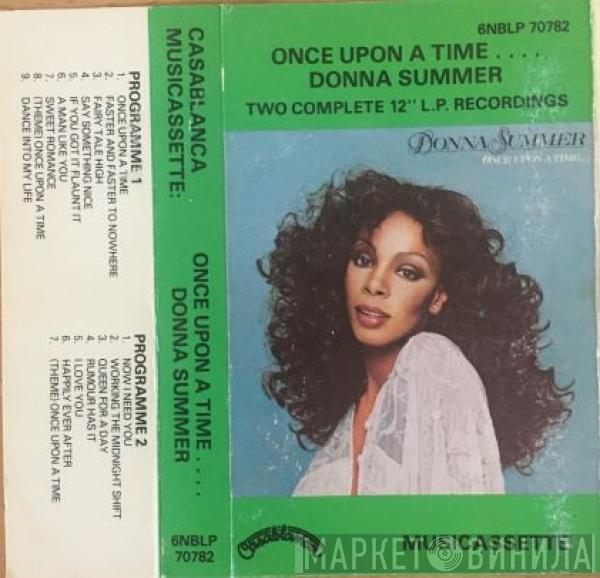 6NBLP 70782
ONCE UPON A TIME . . . . .
DONNA SUMMER
TWO COMPLETE 12" L.P. RECORDINGS
DONNA SUMMER
ONCE UPON A TIME...
MUSICASSETTE
CASABLANCA
MUSICASSETTE:
ONCE UPON A TIME . . . .
DONNA SUMMER
6NBLP
70782
Casablanca
PROGRAMME 1
1. ONCE UPON A TIME
2. FASTER AND FASTER TO NOWHERE
3. FAIRY TALE HIGH
4. SAY SOMETHING NICE
5. IF YOU GOT IT FLAUNT IT
6. A MAN LIKE YOU
7. SWEET ROMANCE
8. (THEME) ONCE UPON A TIME
9. DANCE INTO MY LIFE
PROGRAMME 2
1. NOW I NEED YOU
2. WORKING THE MIDNIGHT SHIFT
3. QUEEN FOR A DAY
4. RUMOUR HAS IT
5. I LOVE YOU
6. HAPPILY EVER AFTER
7. (THEME) ONCE UPON A TIME
МАРКЕТ ВИНИЛА